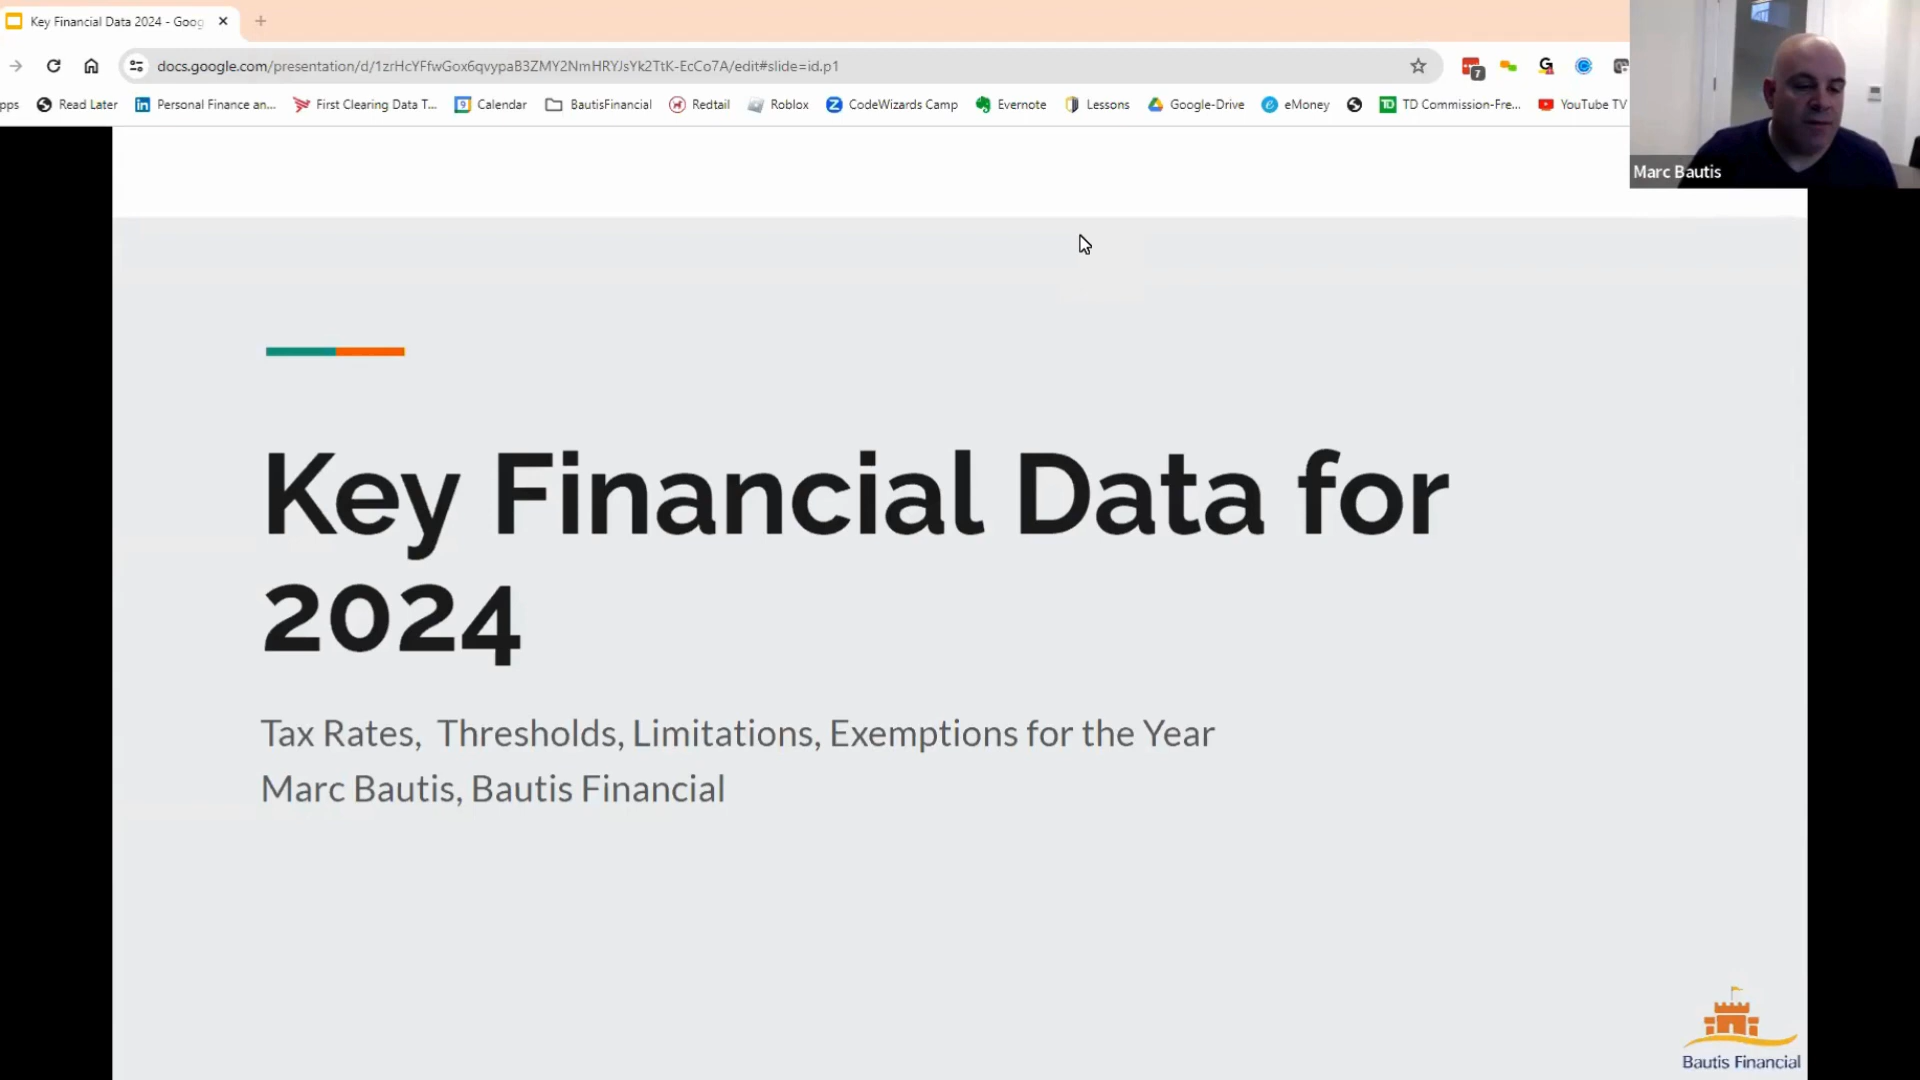 Key Financial Data 2024 - Goog
docs.google.com/presentation/d/1zrHcYFfwGox6qvypaB3ZMY2NmHRYJsYk2TtK-EcCo7A/edit#slide=id.p1
7
pps Read Later Personal Finance an... First Clearing Data T... Calendar BautisFinancial Redtail Roblox CodeWizards Camp Evernote Lessons Google-Drive eMoney TD Commission-Fre... YouTube TV
Marc Bautis
Key Financial Data for
2024
Tax Rates, Thresholds, Limitations, Exemptions for the Year
Marc Bautis, Bautis Financial
Bautis Financial